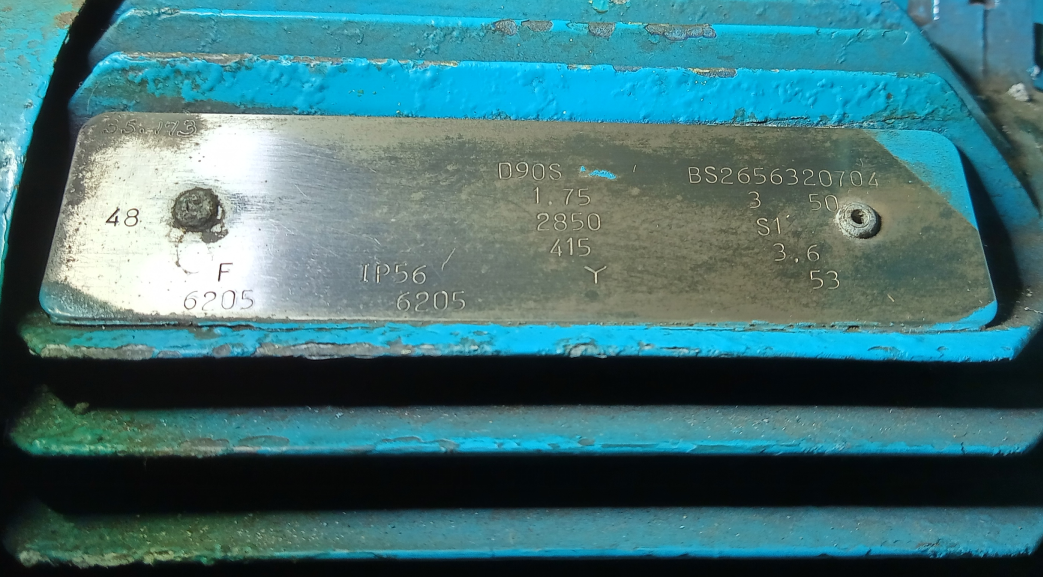 D90S BS2656320704
1.75 3 50
48 2850 S1
415 3.6
F IP56 Y 53
6205 6205